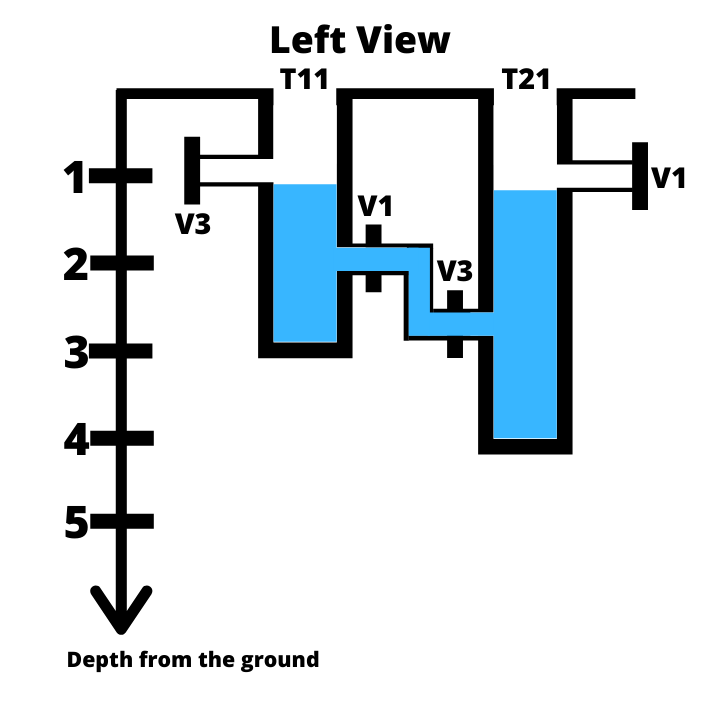 Left View
T11
T21
1
V3
V1
V1
2
V3
3
4
5
Depth from the ground